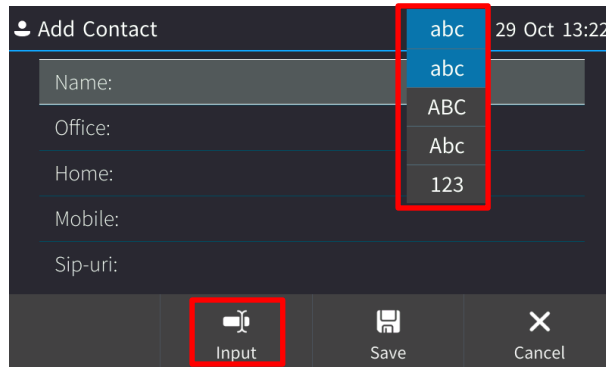 Add Contact abc 29 Oct 13:22
abc
Name:
ABC
Office:
Abc
Home:
123
Mobile:
Sip-uri:
Input Save Cancel